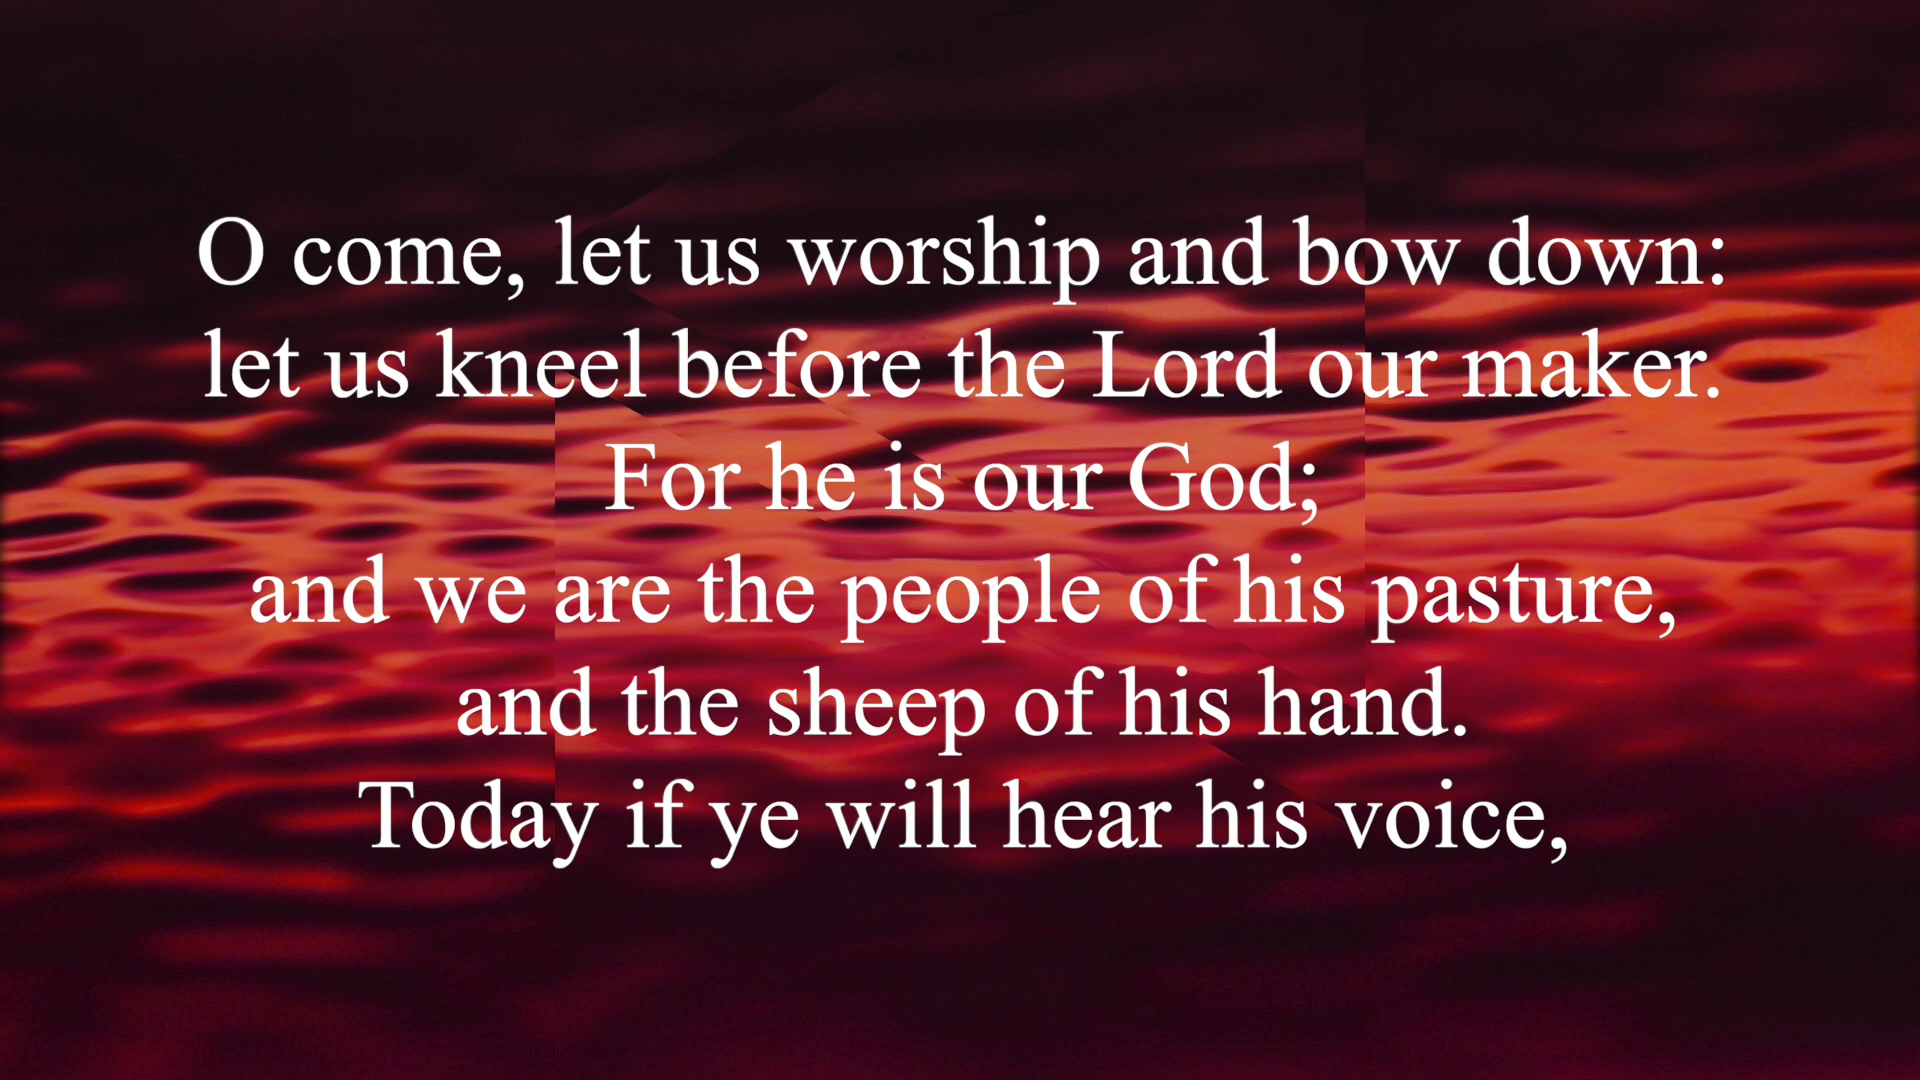 O come, let us worship and bow down:
let us kneel before the Lord our maker.
For he is our God;
and we are the people of his pasture,
and the sheep of his hand.
Today if ye will hear his voice,